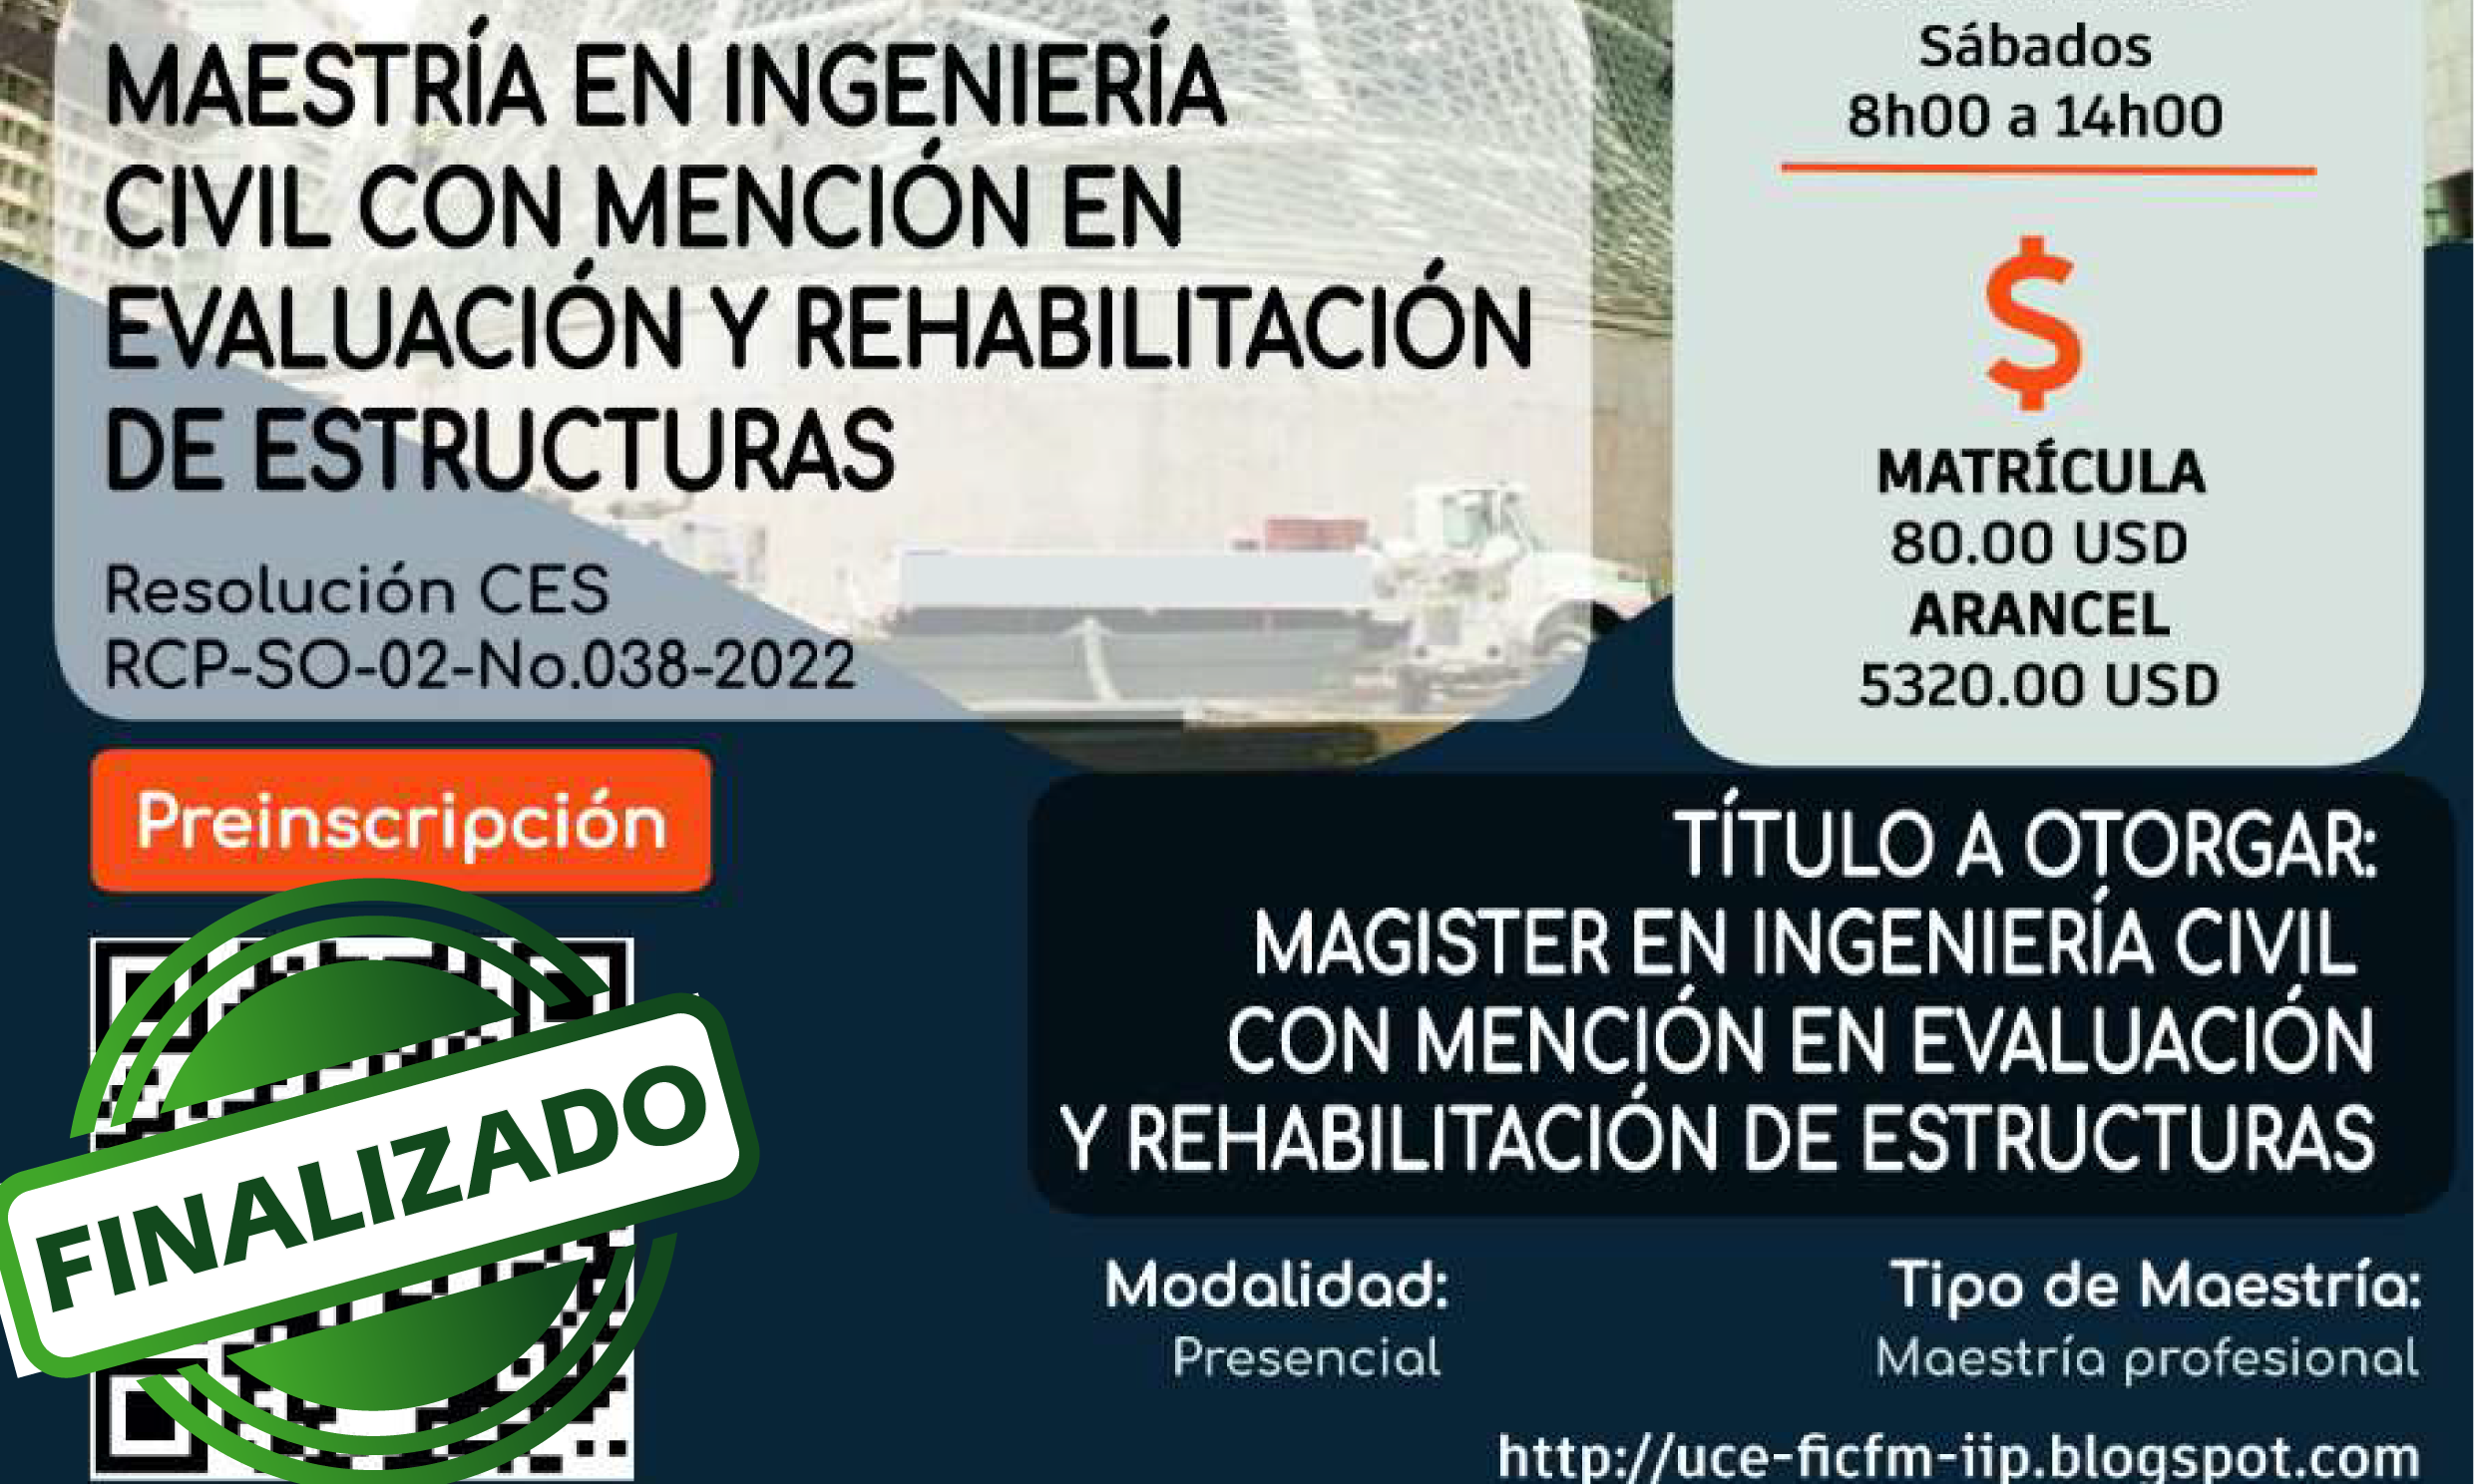 MAESTRÍA EN INGENIERÍA
CIVIL CON MENCIÓN EN
EVALUACIÓN Y REHABILITACIÓN
DE ESTRUCTURAS
Resolución CES
RCP-SO-02-No.038-2022
Sábados
8h00 a 14h00
$
MATRÍCULA
80.00 USD
ARANCEL
5320.00 USD
Preinscripción
FINALIZADO
TÍTULO A OTORGAR:
MAGISTER EN INGENIERÍA CIVIL
CON MENCIÓN EN EVALUACIÓN
Y REHABILITACIÓN DE ESTRUCTURAS
Modalidad:
Presencial
Tipo de Maestría:
Maestría profesional
http://uce-ficfm-iip.blogspot.com